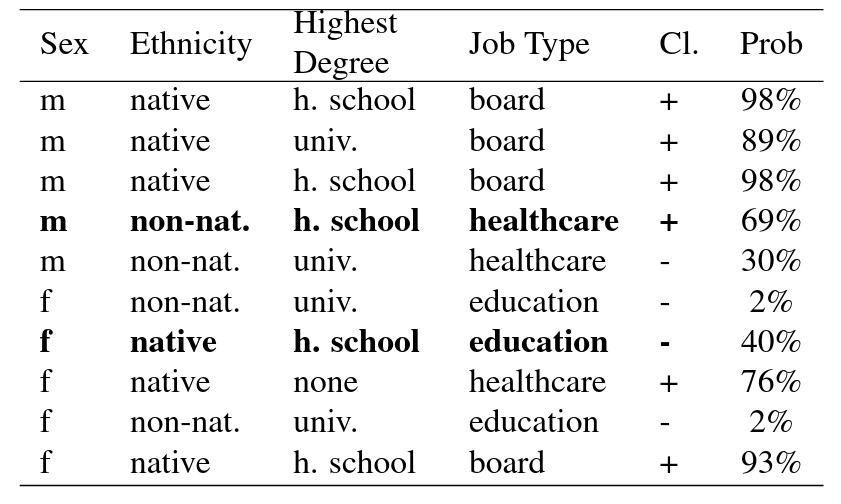 Sex Ethnicity Highest Degree Job Type Cl. Prob
m native h. school board + 98%
m native univ. board + 89%
m native h. school board + 98%
m non-nat. h. school healthcare + 69%
m non-nat. univ. healthcare - 30%
f non-nat. univ. education - 2%
f native h. school education - 40%
f native none healthcare + 76%
f non-nat. univ. education - 2%
f native h. school board + 93%